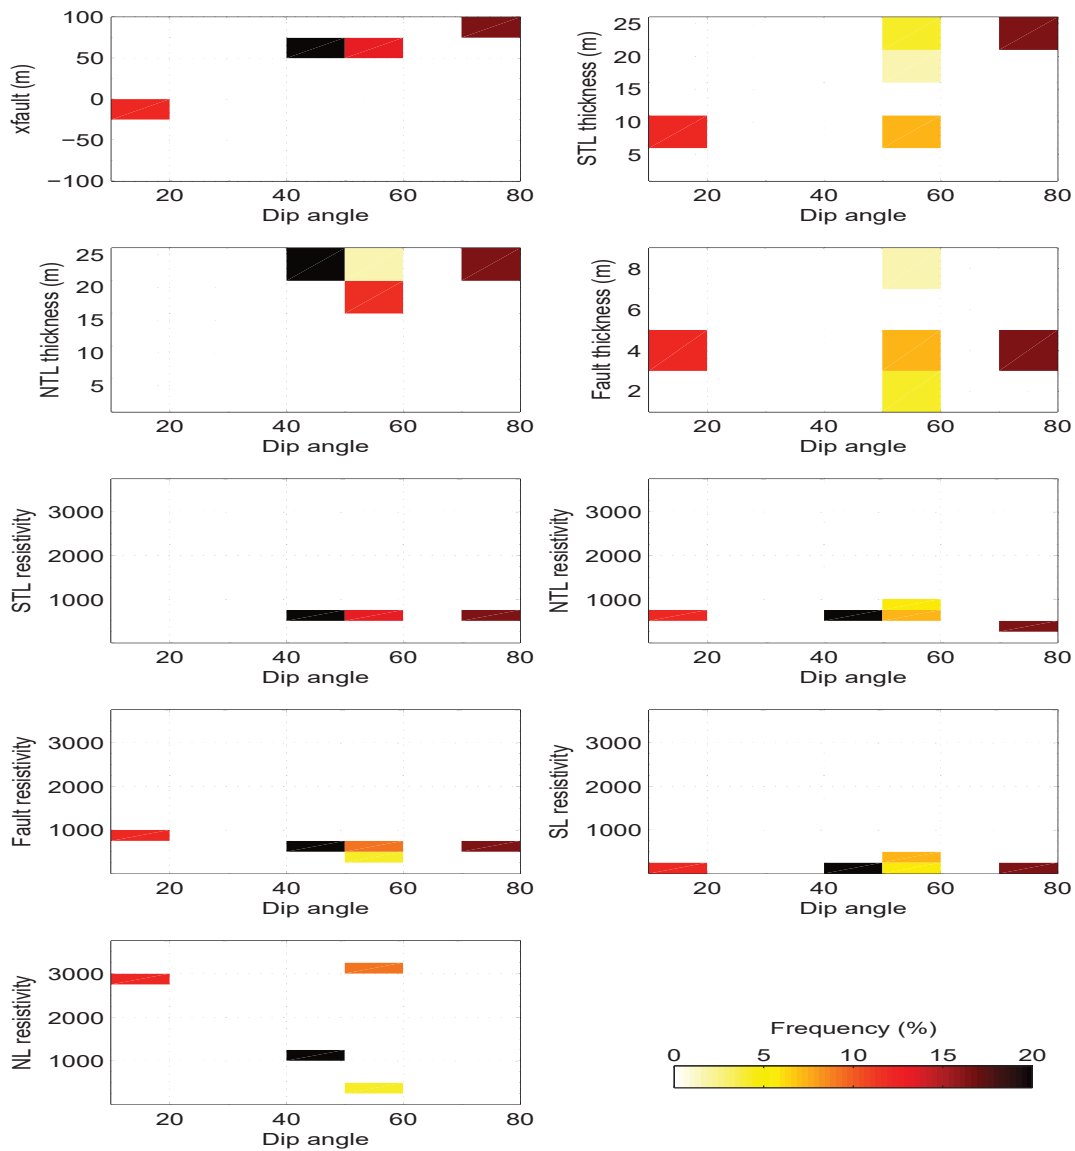 100
50
0
−50
−100
xfault (m)
20 40 60 80
Dip angle
25
20
15
10
5
STL thickness (m)
20 40 60 80
Dip angle
25
20
15
10
5
NTL thickness (m)
20 40 60 80
Dip angle
8
6
4
2
Fault thickness (m)
20 40 60 80
Dip angle
3000
2000
1000
STL resistivity
20 40 60 80
Dip angle
3000
2000
1000
NTL resistivity
20 40 60 80
Dip angle
3000
2000
1000
Fault resistivity
20 40 60 80
Dip angle
3000
2000
1000
SL resistivity
20 40 60 80
Dip angle
3000
2000
1000
NL resistivity
20 40 60 80
Dip angle
Frequency (%)
0 5 10 15 20